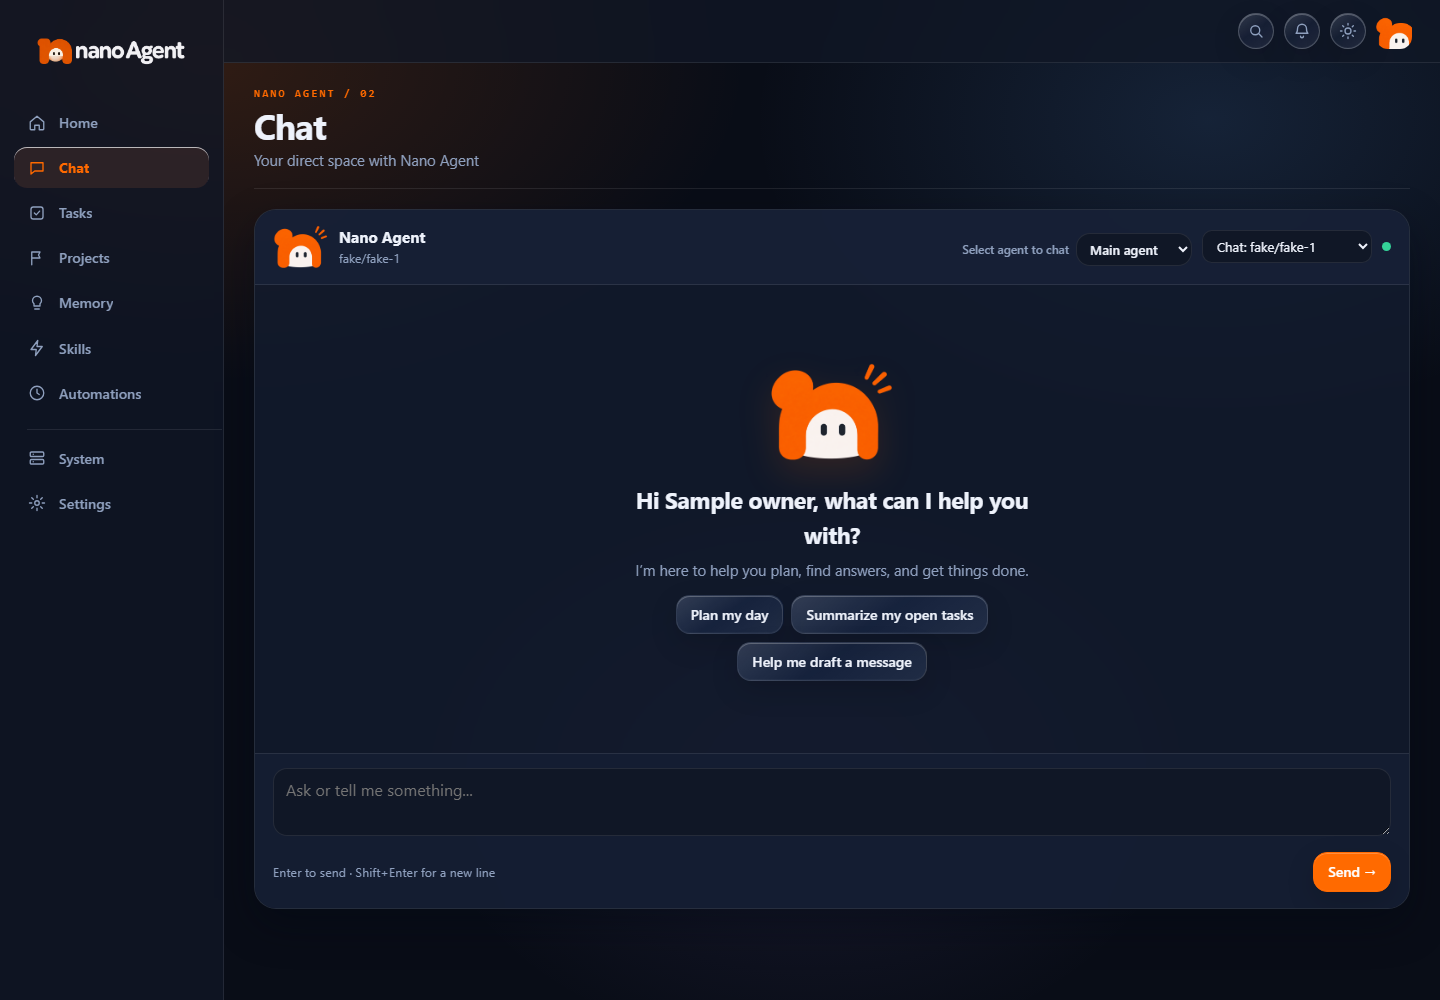 nano Agent
Home
Chat
Tasks
Projects
Memory
Skills
Automations
System
Settings
NANO AGENT / 02
Chat
Your direct space with Nano Agent
Nano Agent
fake/fake-1
Select agent to chat
Main agent
Chat: fake/fake-1
Hi Sample owner, what can I help you
with?
I'm here to help you plan, find answers, and get things done.
Plan my day
Summarize my open tasks
Help me draft a message
Ask or tell me something...
Enter to send · Shift+Enter for a new line
Send →